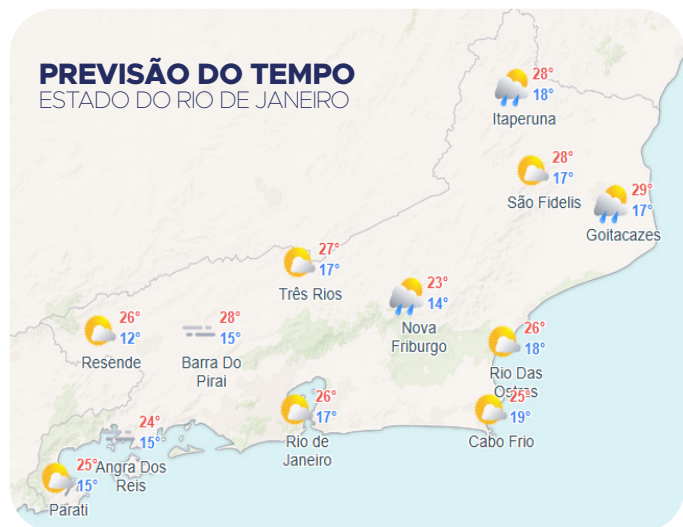 PREVISÃO DO TEMPO
ESTADO DO RIO DE JANEIRO
28°
18°
Itaperuna
28°
17°
São Fidelis
29°
17°
Goitacazes
27°
17°
Três Rios
23°
14°
Nova
Friburgo
26°
12°
Resende
28°
15°
Barra Do
Pirai
26°
18°
Rio Das
Ostras
26°
17°
Rio de
Janeiro
25°
19°
Cabo Frio
24°
15°
Angra Dos
Reis
25°
15°
Parati